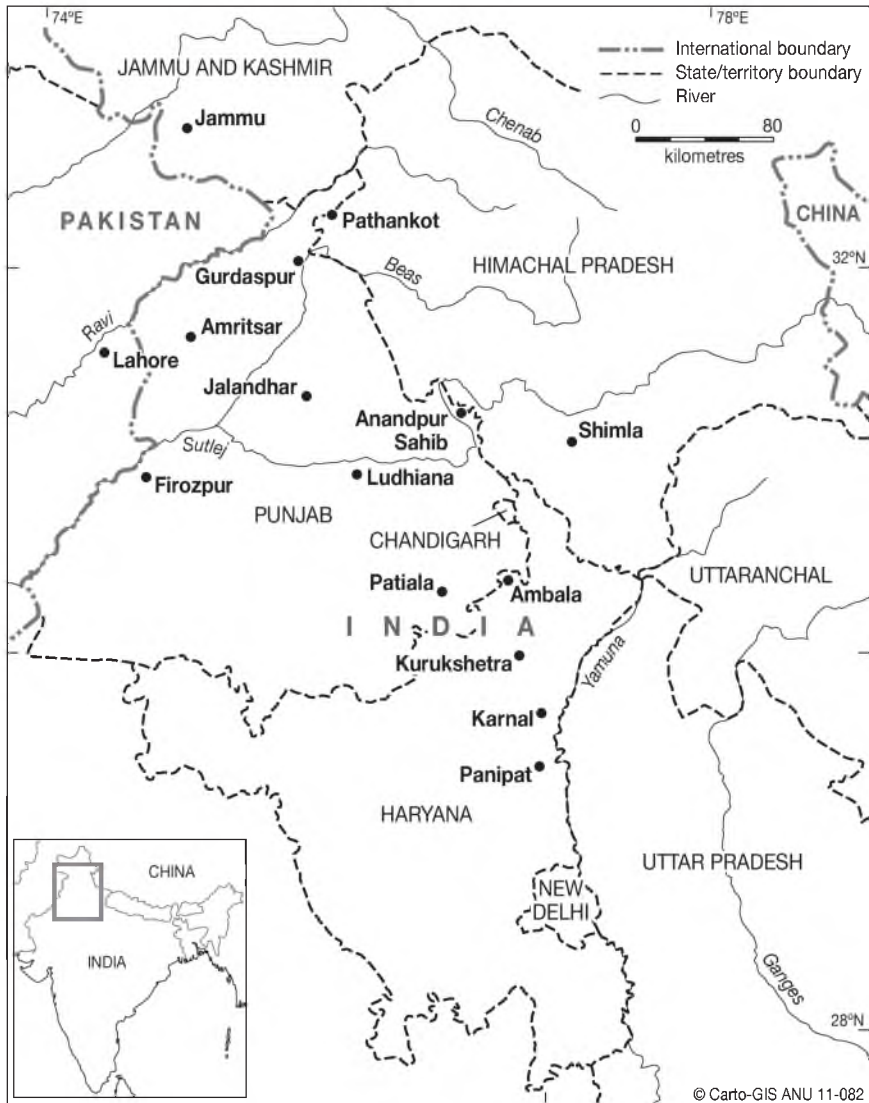 74ºE
78ºE
International boundary
State/territory boundary
River
0 80
kilometres
JAMMU AND KASHMIR
Jammu
Chenab
PAKISTAN
CHINA
Pathankot
32ºN
Gurdaspur
Beas
HIMACHAL PRADESH
Ravi
Amritsar
Lahore
Jalandhar
Anandpur
Sahib
Shimla
Sutlej
Firozpur
Ludhiana
PUNJAB
CHANDIGARH
UTTARANCHAL
Patiala
Ambala
INDIA
Kurukshetra
Yamuna
Karnal
Panipat
HARYANA
UTTAR PRADESH
NEW
DELHI
Ganges
28ºN
CHINA
INDIA
© Carto-GIS ANU 11-082